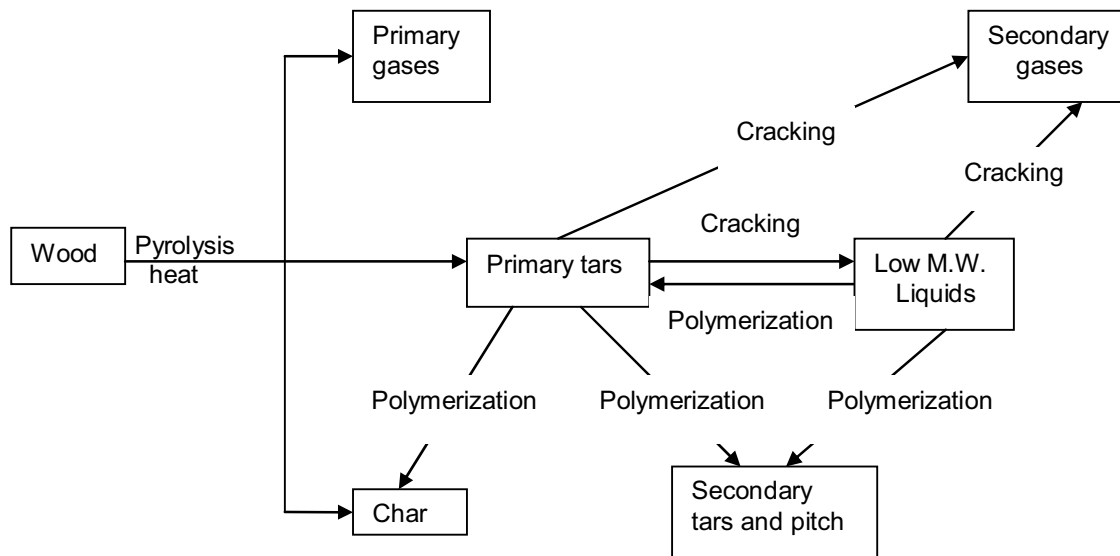 Primary
gases
Secondary
gases
Cracking
Cracking
Wood
Pyrolysis
heat
Primary tars
Cracking
Low M.W.
Liquids
Polymerization
Polymerization
Polymerization
Polymerization
Char
Secondary
tars and pitch